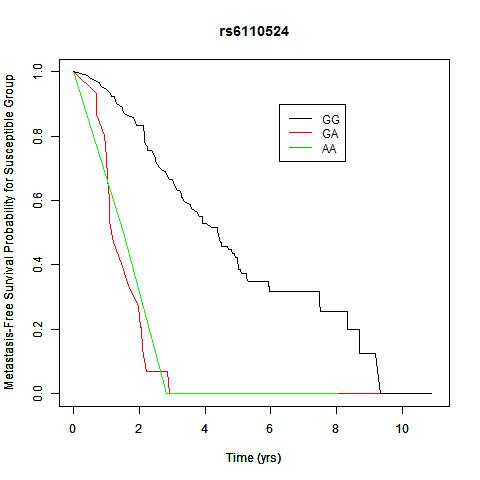 rs6110524
Metastasis-Free Survival Probability for Susceptible Group
1.0
0.8
0.6
0.4
0.2
0.0
GG
GA
AA
0 2 4 6 8 10
Time (yrs)